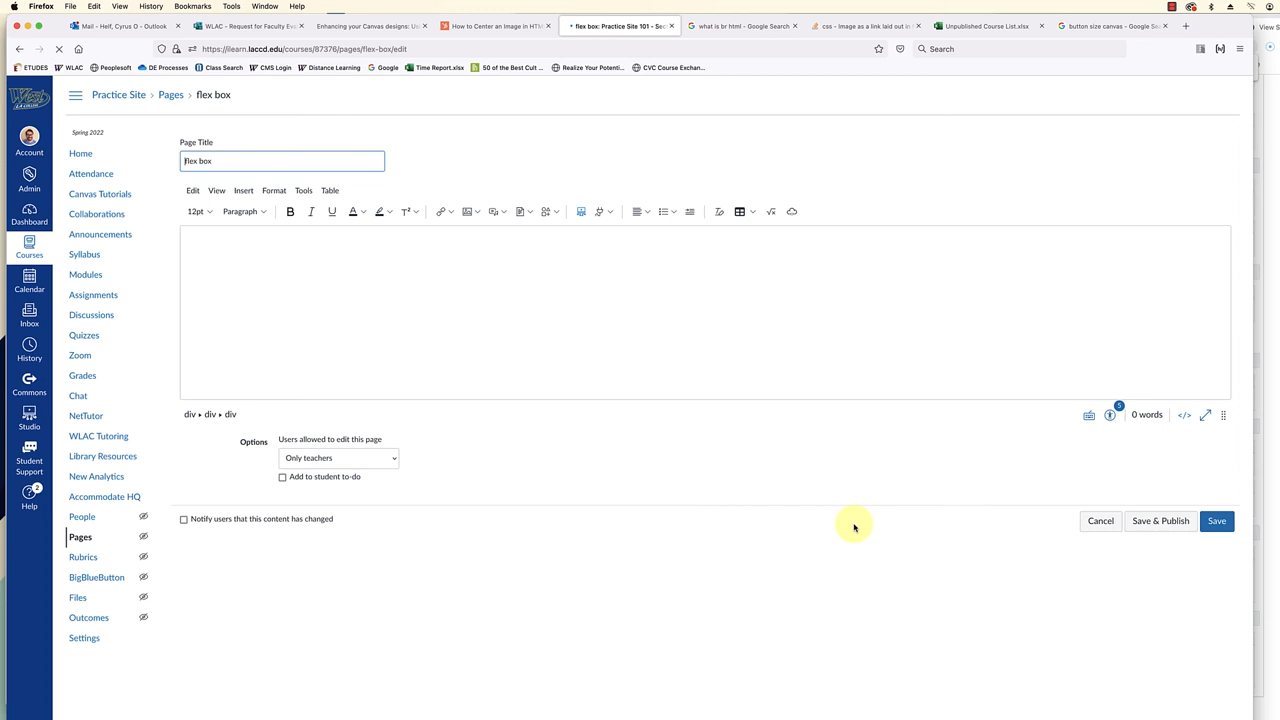 Firefox File Edit View History Bookmarks Tools Window Help
Mail - Helf, Cyrus O - Outlook
WLAC - Request for Faculty Eva
Enhancing your Canvas designs: us
How to Center an Image in HTM
flex box: Practice Site 101 - Sec
what is br html - Google Search
css - Image as a link laid out in
Unpublished Course List.xlsx
button size canvas - Google Sea
https://ilearn.laccd.edu/courses/87376/pages/flex-box/edit
Search
ETUDES WLAC Peoplesoft DE Processes Class Search CMS Login Distance Learning Google Time Report.xlsx 50 of the Best Cult ... Realize Your Potenti... CVC Course Exchan...
Practice Site › Pages › flex box
Spring 2022
Account
Admin
Dashboard
Courses
Calendar
Inbox
History
Commons
Studio
Student
Support
2
Help
Home
Attendance
Canvas Tutorials
Collaborations
Announcements
Syllabus
Modules
Assignments
Discussions
Quizzes
Zoom
Grades
Chat
NetTutor
WLAC Tutoring
Library Resources
New Analytics
Accommodate HQ
People
Pages
Rubrics
BigBlueButton
Files
Outcomes
Settings
Page Title
flex box
Edit View Insert Format Tools Table
12pt Paragraph B I U A T²
div ▸ div ▸ div
5
0 words </>
Options
Users allowed to edit this page
Only teachers
Add to student to-do
Notify users that this content has changed
Cancel
Save & Publish
Save